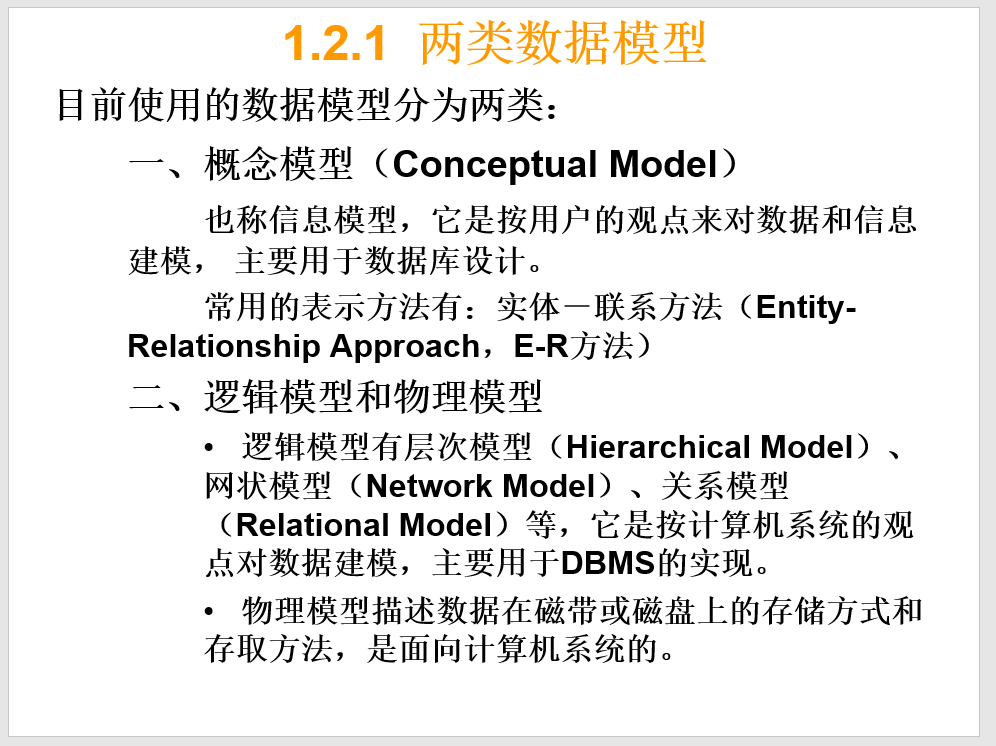 1.2.1 两类数据模型
目前使用的数据模型分为两类：
一、概念模型（Conceptual Model）
也称信息模型，它是按用户的观点来对数据和信息
建模， 主要用于数据库设计。
常用的表示方法有：实体－联系方法（Entity-
Relationship Approach，E-R方法）
二、逻辑模型和物理模型
• 逻辑模型有层次模型（Hierarchical Model）、
网状模型（Network Model）、关系模型
（Relational Model）等，它是按计算机系统的观
点对数据建模，主要用于DBMS的实现。
• 物理模型描述数据在磁带或磁盘上的存储方式和
存取方法，是面向计算机系统的。